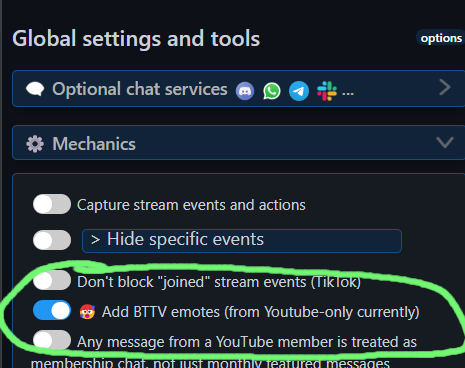 Global settings and tools
options
Optional chat services ...
Mechanics
Capture stream events and actions
> Hide specific events
Don't block "joined" stream events (TikTok)
Add BTTV emotes (from Youtube-only currently)
Any message from a YouTube member is treated as
membership chat, not just monthly featured messages